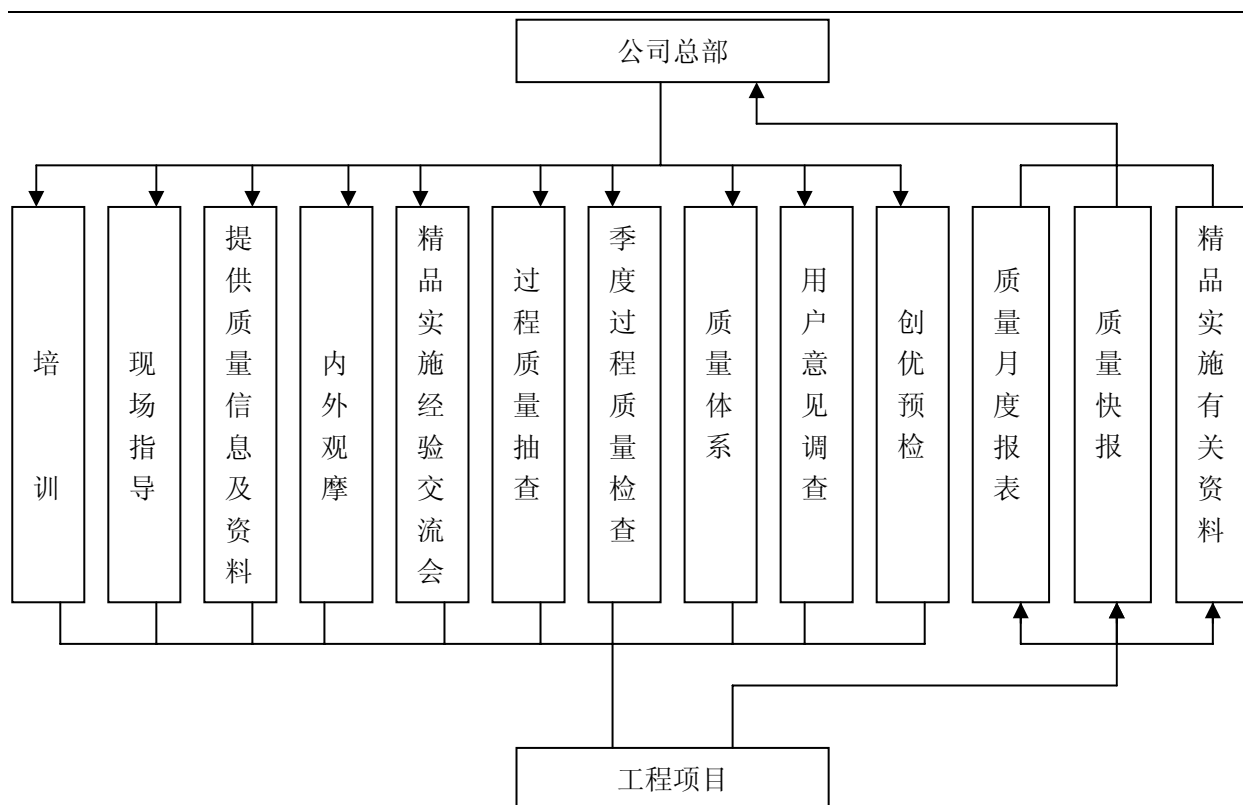 公司总部
培训
现场指导
提供质量信息及资料
内外观摩
精品实施经验交流会
过程质量抽查
季度过程质量检查
质量体系
用户意见调查
创优预检
质量月度报表
质量快报
精品实施有关资料
工程项目